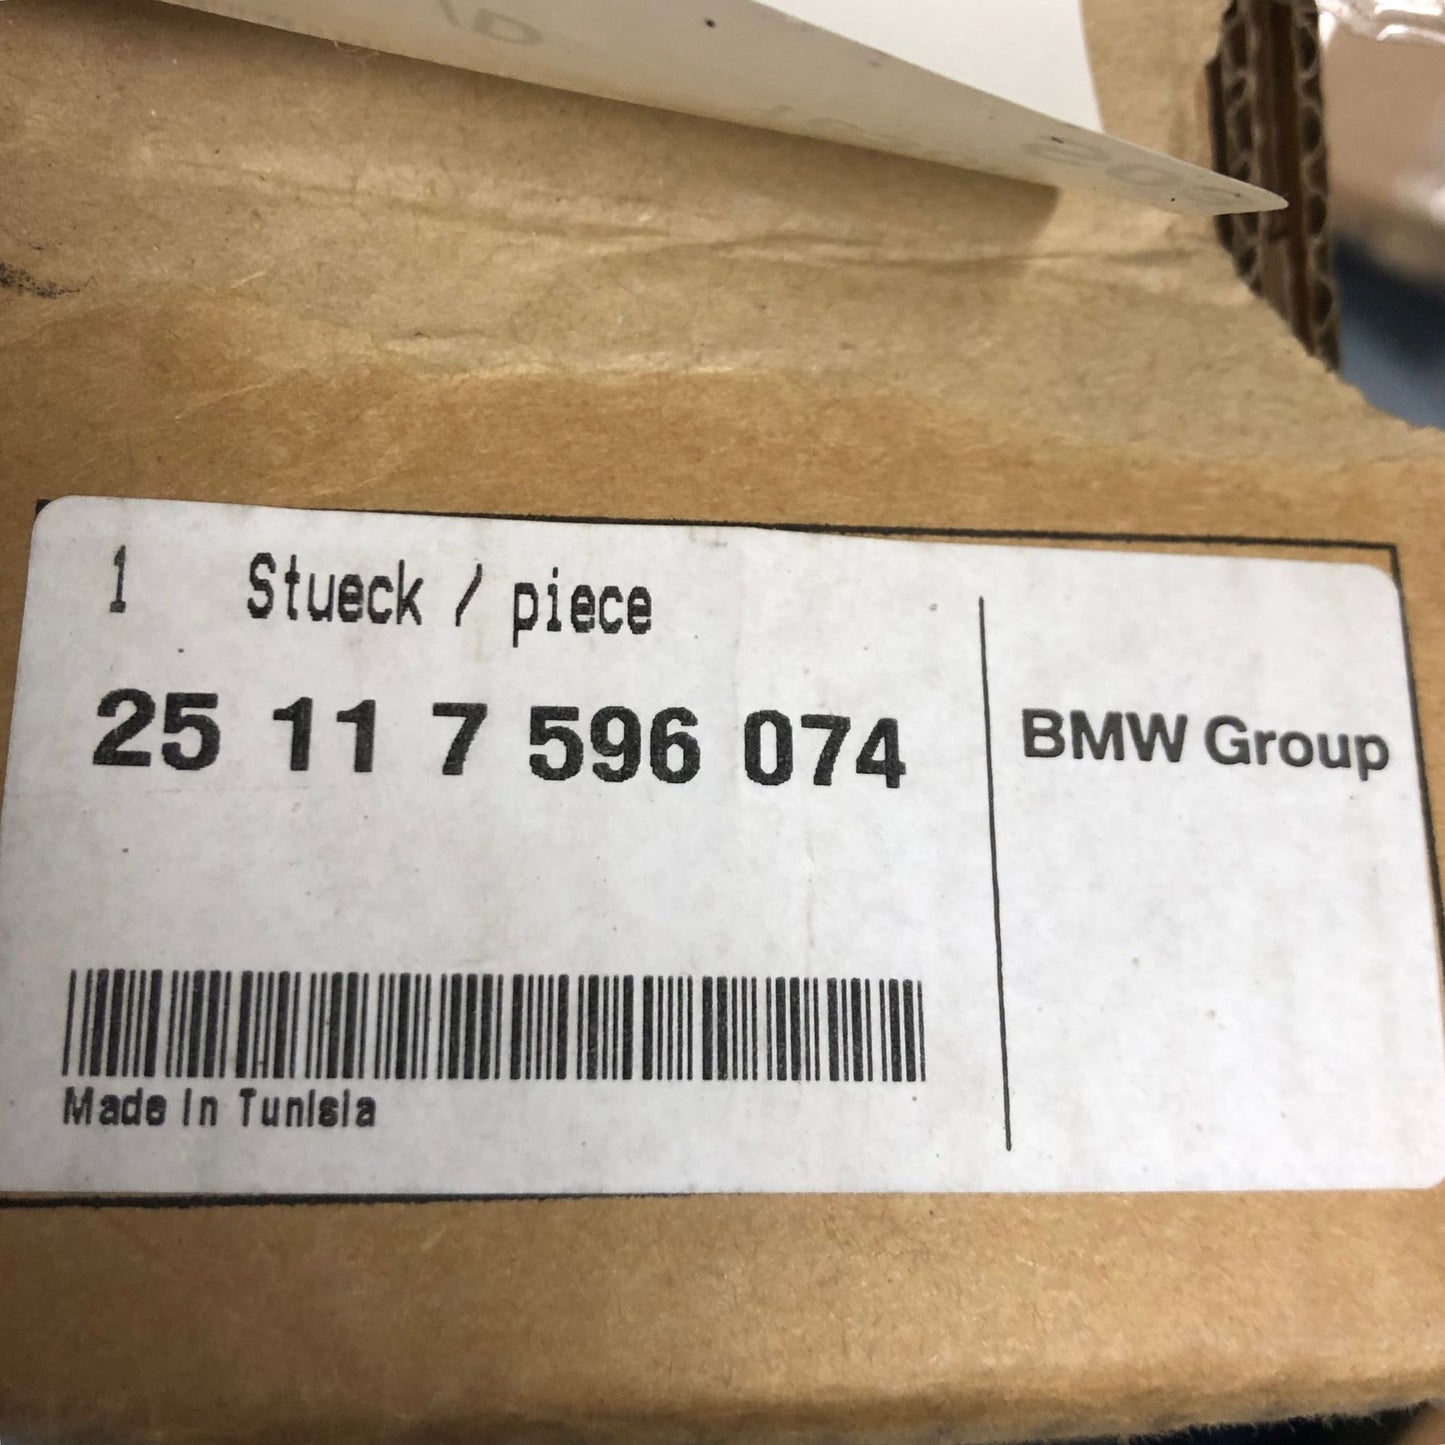 1 Stueck / piece
25 11 7 596 074
BMW Group
Made In Tunisia